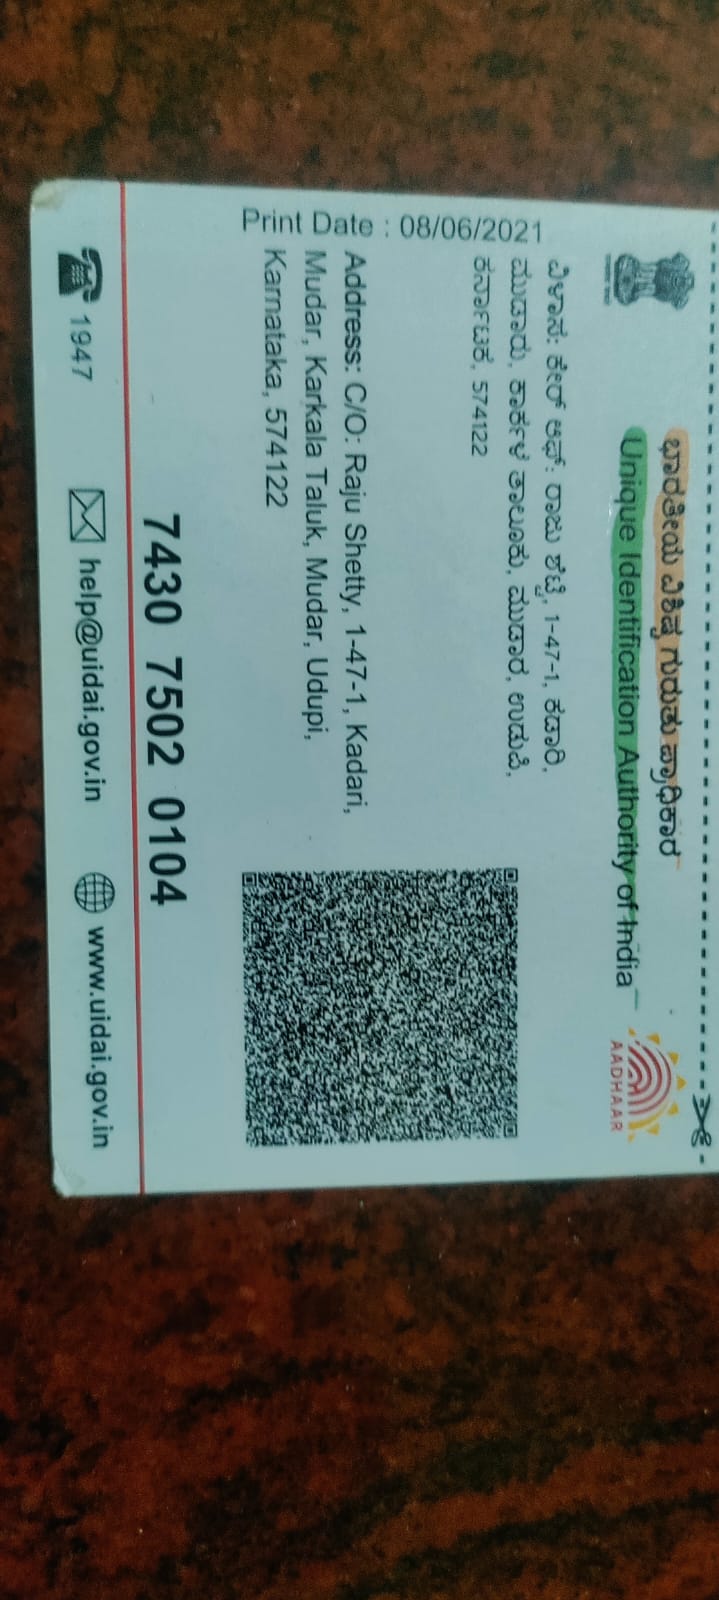 ಭಾರತೀಯ ವಿಶಿಷ್ಟ ಗುರುತು ಪ್ರಾಧಿಕಾರ
Unique Identification Authority of India
AADHAAR
ವಿಳಾಸ: ಕೇರ್ ಆಫ್: ರಾಜು ಶೆಟ್ಟಿ, 1-47-1, ಕಡಾರಿ,
ಮುಡಾರು, ಕಾರ್ಕಳ ತಾಲೂಕು, ಮುಡಾರ, ಉಡುಪಿ,
ಕರ್ನಾಟಕ, 574122
Address: C/O: Raju Shetty, 1-47-1, Kadari,
Mudar, Karkala Taluk, Mudar, Udupi,
Karnataka, 574122
Print Date : 08/06/2021
7430 7502 0104
1947
help@uidai.gov.in
www.uidai.gov.in